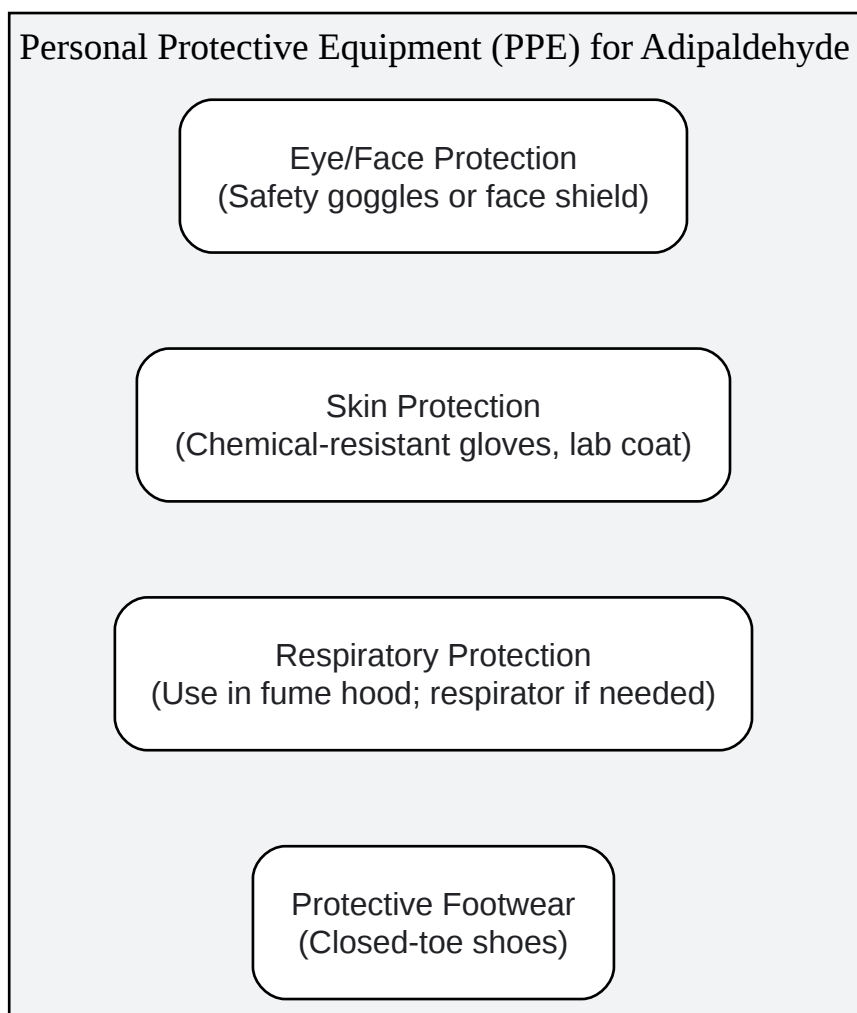 Personal Protective Equipment (PPE) for Adipaldehyde
Eye/Face Protection
(Safety goggles or face shield)
Skin Protection
(Chemical-resistant gloves, lab coat)
Respiratory Protection
(Use in fume hood; respirator if needed)
Protective Footwear
(Closed-toe shoes)